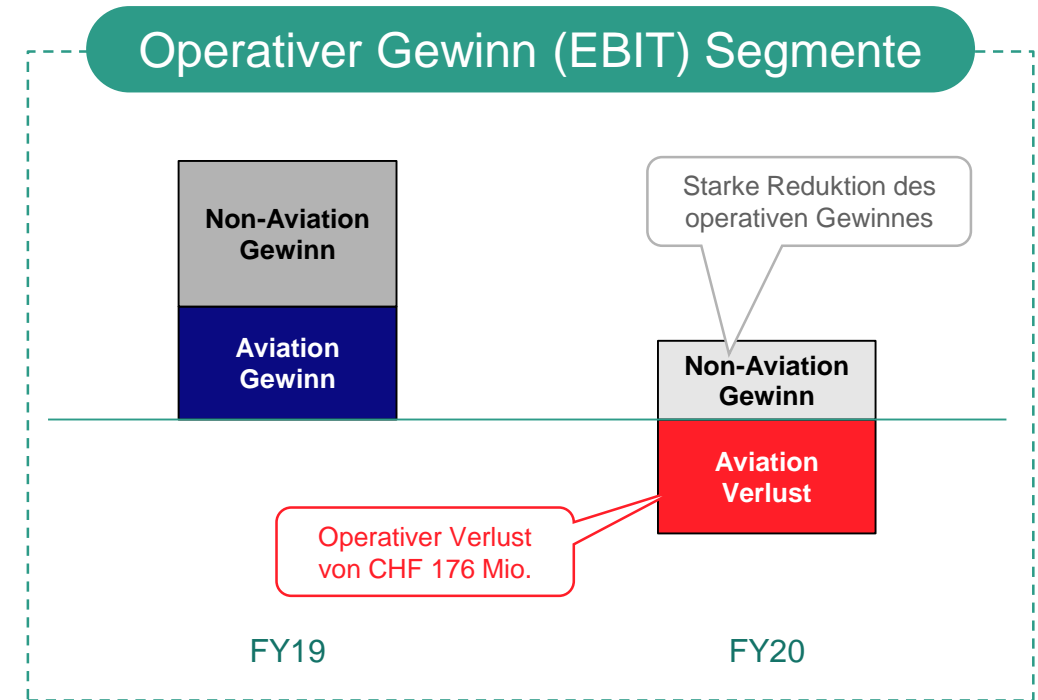 Operativer Gewinn (EBIT) Segmente
Non-Aviation
Gewinn
Aviation
Gewinn
Starke Reduktion des
operativen Gewinnes
Non-Aviation
Gewinn
Aviation
Verlust
Operativer Verlust
von CHF 176 Mio.
FY19
FY20